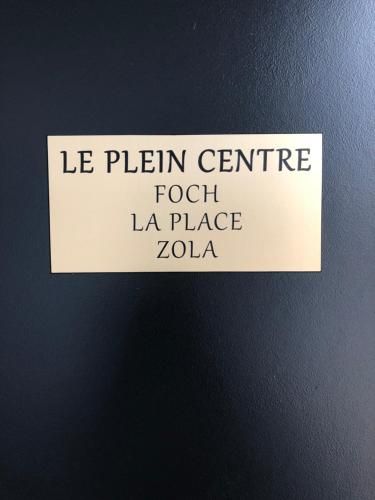 LE PLEIN CENTRE
FOCH
LA PLACE
ZOLA